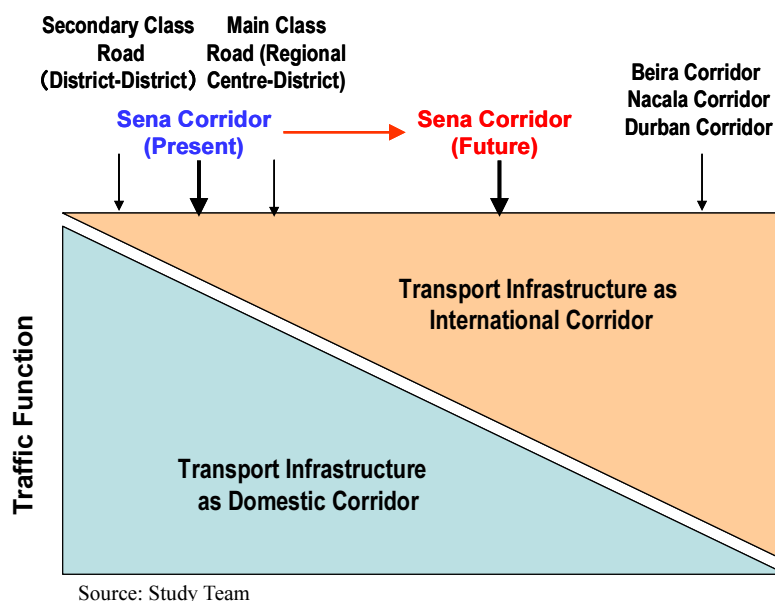 Secondary Class
Road
（District-District）
Main Class
Road (Regional
Centre-District)
Sena Corridor
(Present)
Sena Corridor
(Future)
Beira Corridor
Nacala Corridor
Durban Corridor
Transport Infrastructure as
International Corridor
Traffic Function
Transport Infrastructure
as Domestic Corridor
Source: Study Team